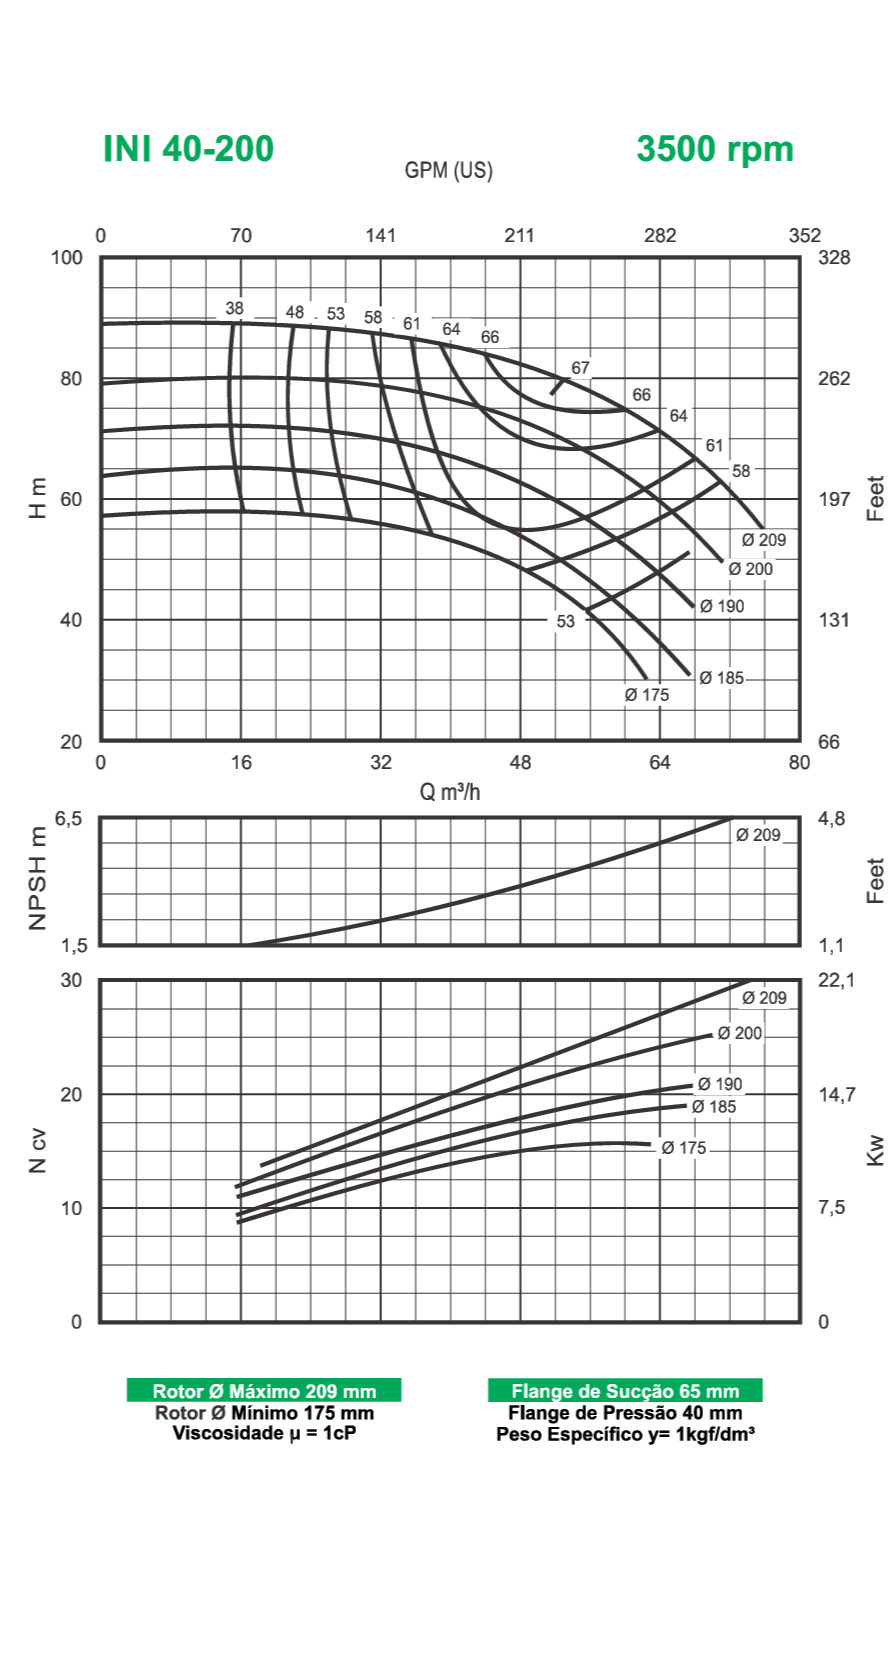 INI 40-200 3500 rpm
GPM (US)
0 70 141 211 282 352
100 328
38 48 53 58 61 64 66
67
80 262
66
64
61
58
60 197
H m Feet
Ø 209
Ø 200
Ø 190
40 131
53
Ø 185
Ø 175
20 66
0 16 32 48 64 80
Q m³/h
6,5 4,8
Ø 209
NPSH m Feet
1,5 1,1
30 22,1
Ø 209
Ø 200
20 14,7
Ø 190
Ø 185
N cv Kw
Ø 175
10 7,5
0 0
Rotor Ø Máximo 209 mm Flange de Sucção 65 mm
Rotor Ø Mínimo 175 mm Flange de Pressão 40 mm
Viscosidade µ = 1cP Peso Específico y= 1kgf/dm³